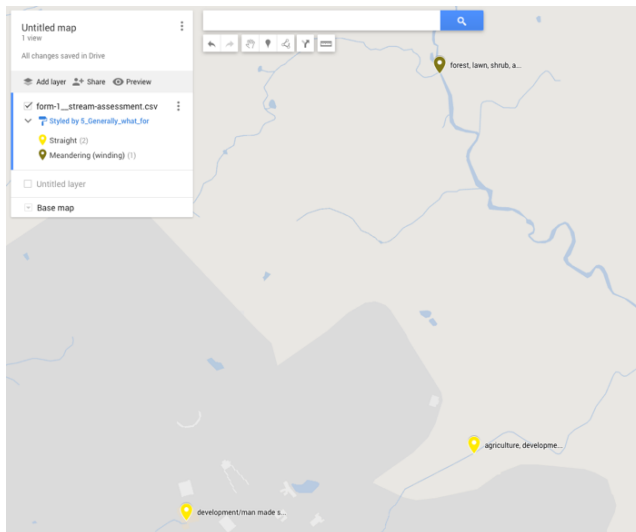 Untitled map
1 view
All changes saved in Drive
Add layer Share Preview
form-1__stream-assessment.csv
Styled by 5_Generally_what_for
Straight (2)
Meandering (winding) (1)
Untitled layer
Base map
forest, lawn, shrub, a...
agriculture, developme...
development/man made s...